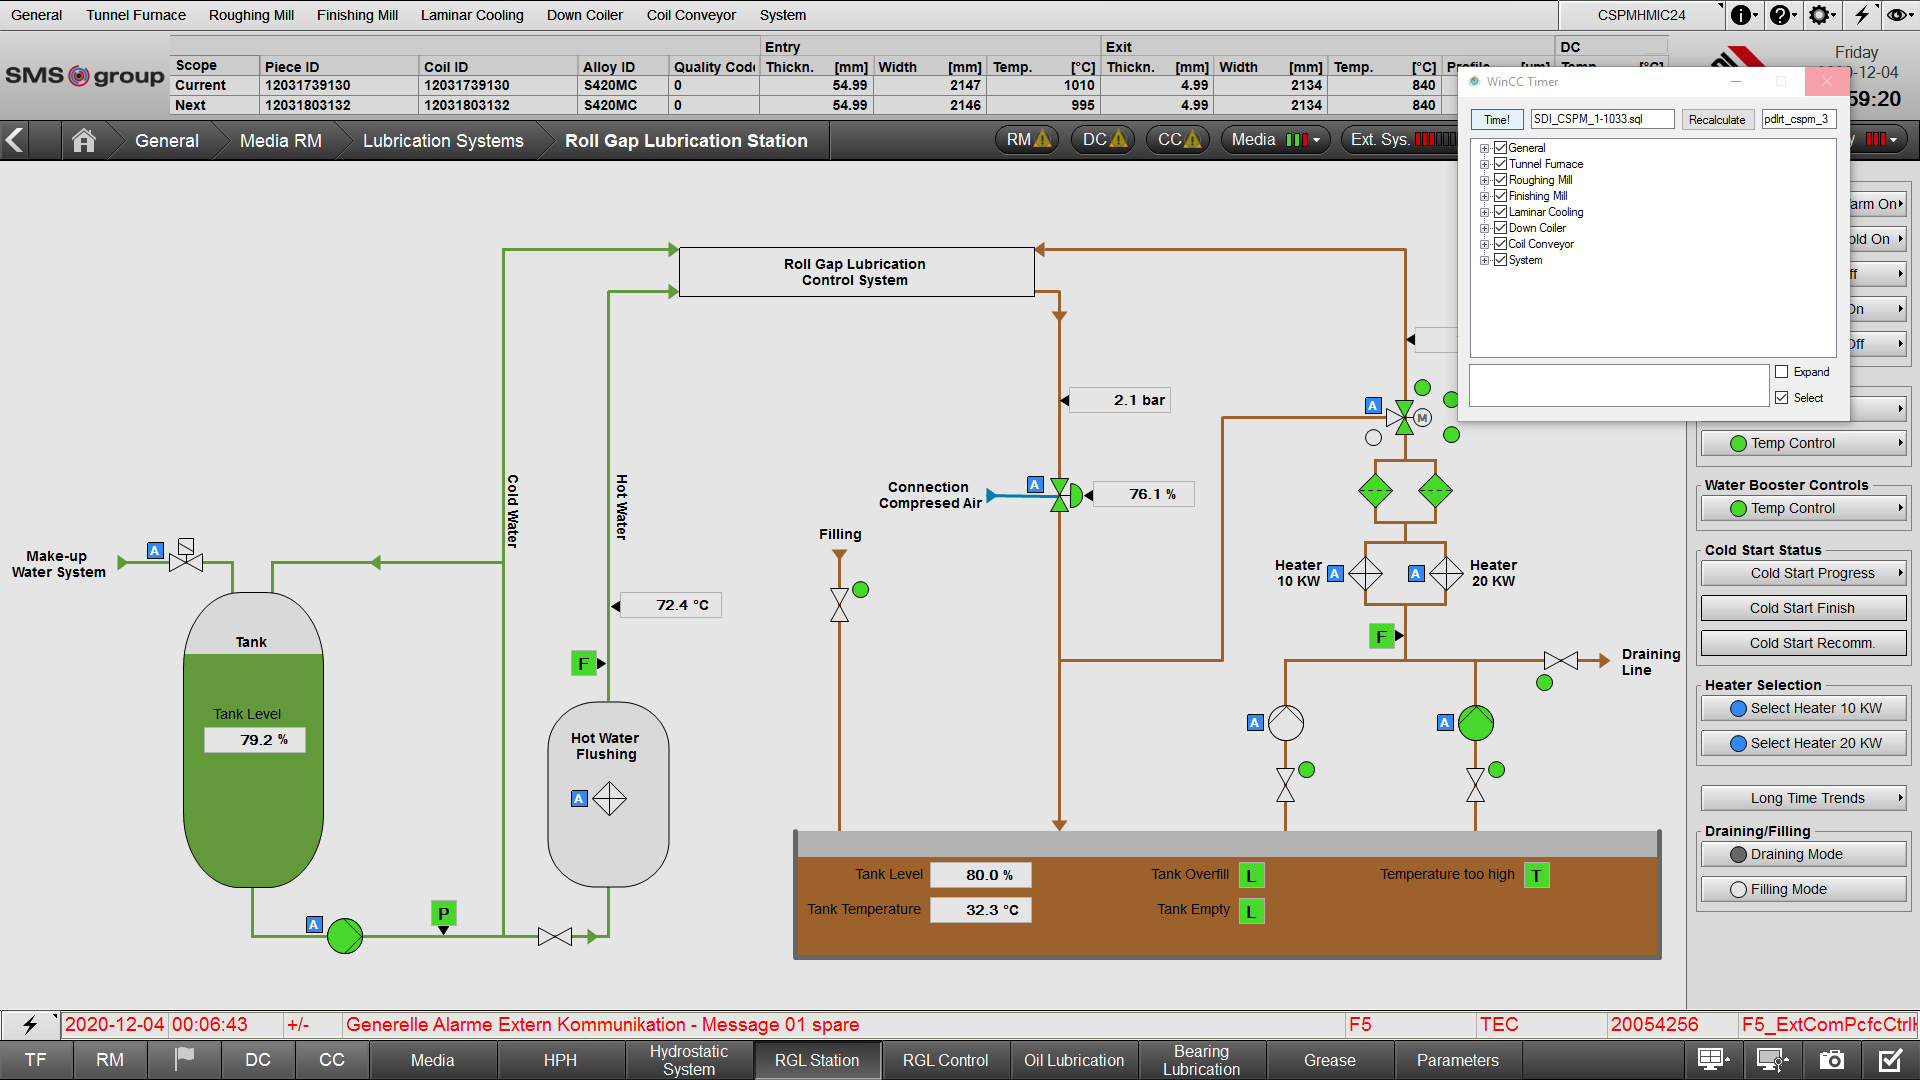 General Tunnel Furnace Roughing Mill Finishing Mill Laminar Cooling Down Coiler Coil Conveyor System CSPMHMIC24
SMS group
Entry Exit DC
Scope Piece ID Coil ID Alloy ID Quality Code Thickn. [mm] Width [mm] Temp. [°C] Thickn. [mm] Width [mm] Temp. [°C]
Current 12031739130 12031739130 S420MC 0 54.99 2147 1010 4.99 2134 840
Next 12031803132 12031803132 S420MC 0 54.99 2146 995 4.99 2134 840
Friday
-12-04
59:20
General Media RM Lubrication Systems Roll Gap Lubrication Station RM DC CC Media Ext. Sys.
WinCC Timer
Time! SDI_CSPM_1-1033.sql Recalculate pdlrt_cspm_3
General
Tunnel Furnace
Roughing Mill
Finishing Mill
Laminar Cooling
Down Coiler
Coil Conveyor
System
Expand
Select
arm On
old On
ff
On
Off
Roll Gap Lubrication
Control System
2.1 bar
A
M
Cold Water
Hot Water
Connection
Compresed Air
A
76.1 %
Filling
Make-up
Water System
A
Heater
10 KW
A
A
Heater
20 KW
72.4 °C
Tank
F
F
Draining
Line
Tank Level
79.2 %
Hot Water
Flushing
A
A
A
P
A
Tank Level 80.0 %
Tank Temperature 32.3 °C
Tank Overfill L
Tank Empty L
Temperature too high T
Temp Control
Water Booster Controls
Temp Control
Cold Start Status
Cold Start Progress
Cold Start Finish
Cold Start Recomm.
Heater Selection
Select Heater 10 KW
Select Heater 20 KW
Long Time Trends
Draining/Filling
Draining Mode
Filling Mode
2020-12-04 00:06:43 +/- Generelle Alarme Extern Kommunikation - Message 01 spare F5 TEC 20054256 F5_ExtComPcfcCtrl
TF RM DC CC Media HPH Hydrostatic System RGL Station RGL Control Oil Lubrication Bearing Lubrication Grease Parameters